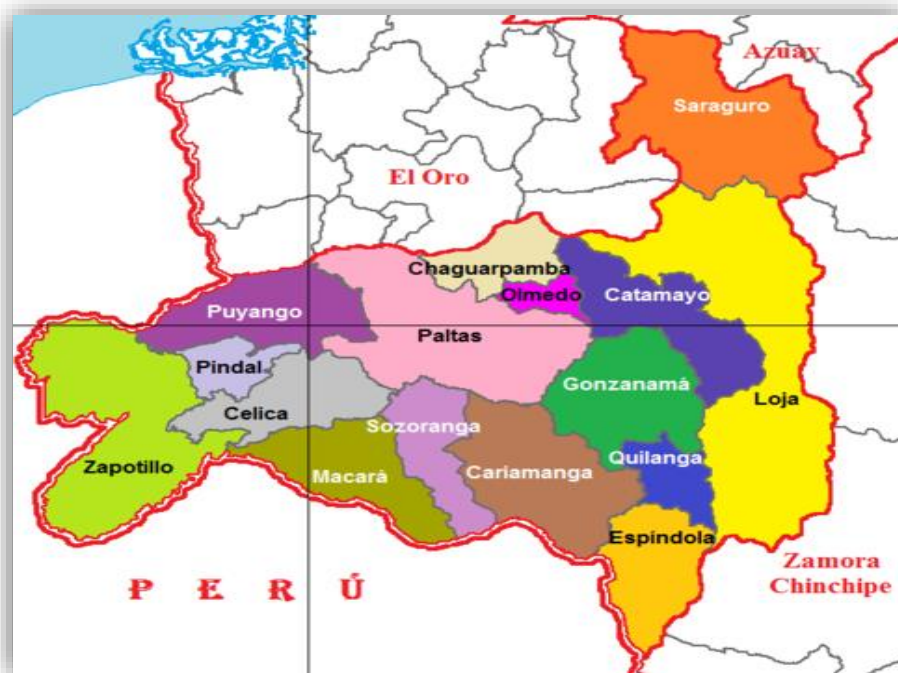 Azuay
Saraguro
El Oro
Chaguarpamba
Olmedo
Catamayo
Puyango
Paltas
Pindal
Gonzanamá
Celica
Loja
Sozoranga
Zapotillo
Macará
Cariamanga
Quilanga
Espíndola
Zamora
Chinchipe
PERÚ